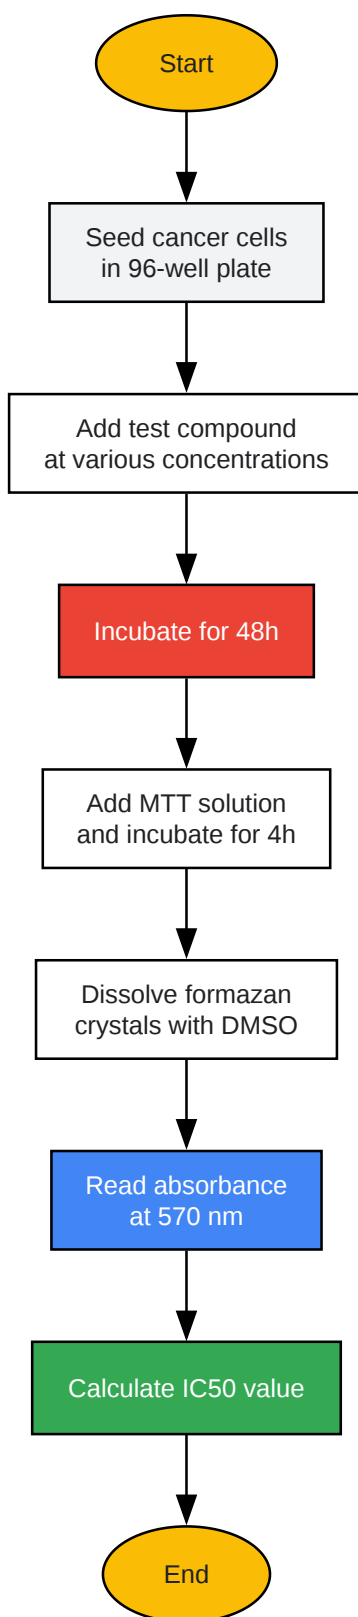 Start
Seed cancer cells
in 96-well plate
Add test compound
at various concentrations
Incubate for 48h
Add MTT solution
and incubate for 4h
Dissolve formazan
crystals with DMSO
Read absorbance
at 570 nm
Calculate IC50 value
End